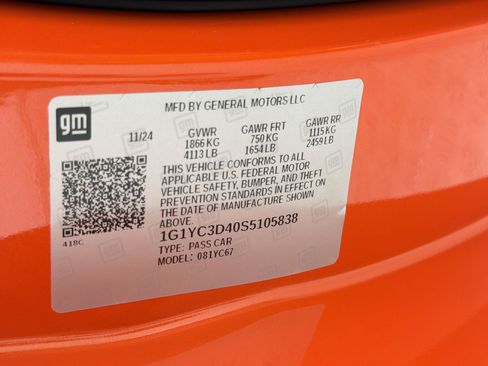 gm
MFD BY GENERAL MOTORS LLC
11/24 GVWR GAWR FRT GAWR RR
1866 KG 750 KG 1115 KG
4113 LB 1654 LB 2459 LB
THIS VEHICLE CONFORMS TO ALL
APPLICABLE U.S. FEDERAL MOTOR
VEHICLE SAFETY, BUMPER, AND THEFT
PREVENTION STANDARDS IN EFFECT
ON THE DATE OF MANUFACTURE SHOWN
ABOVE.
1G1YC3D40S5105838
TYPE: PASS CAR
MODEL: 081YC67
418C